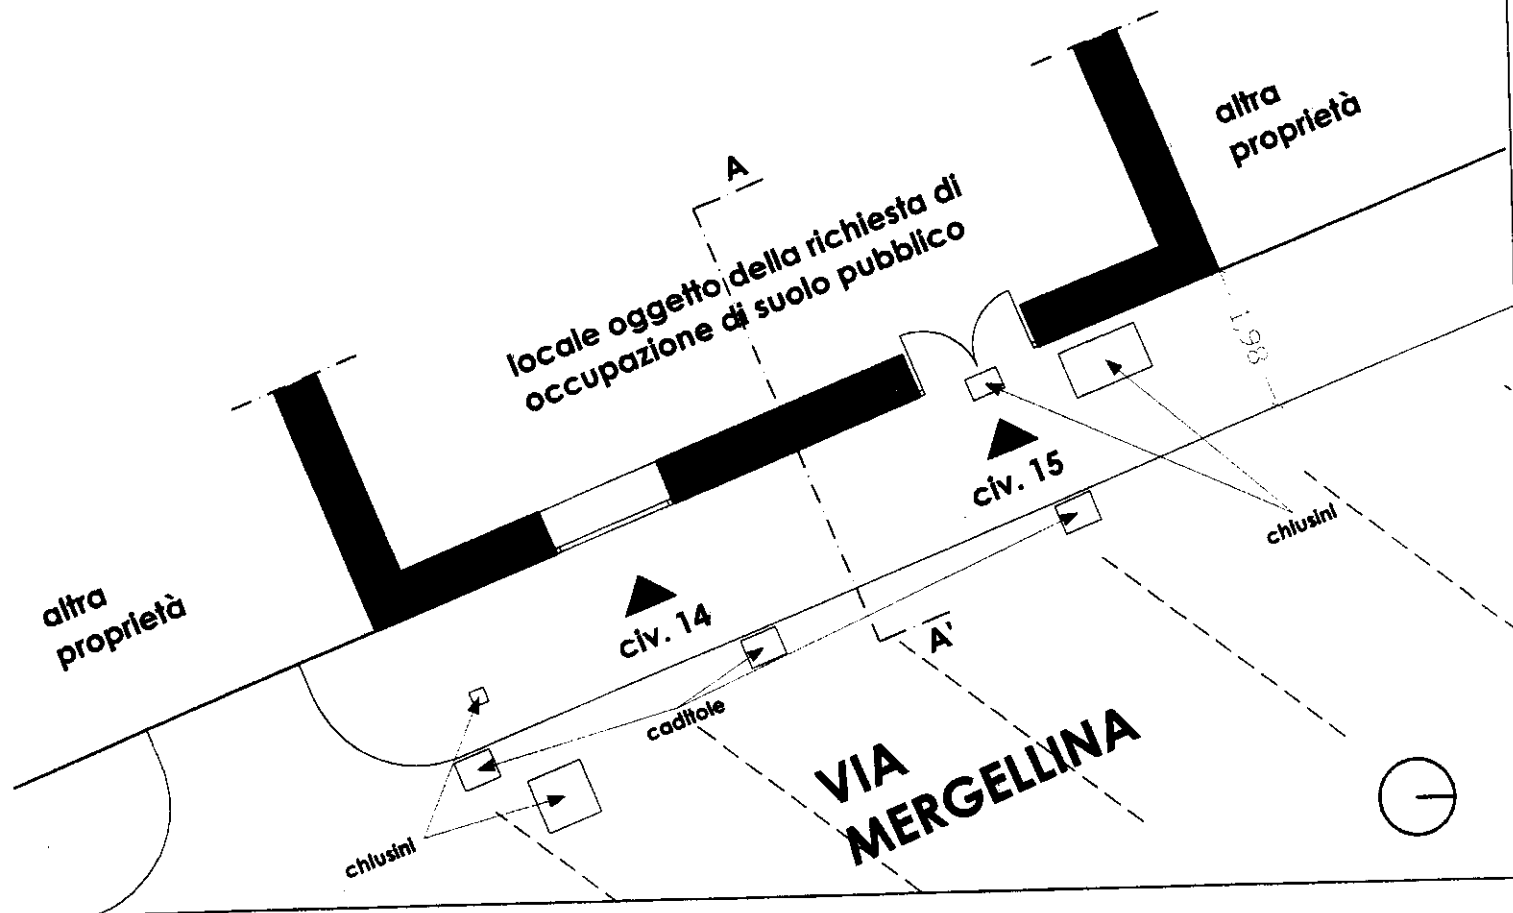 altra
proprietà
A
locale oggetto della richiesta di
occupazione di suolo pubblico
1,98
civ. 15
chiusini
altra
proprietà
civ. 14
A'
caditoie
VIA
MERGELLINA
chiusini